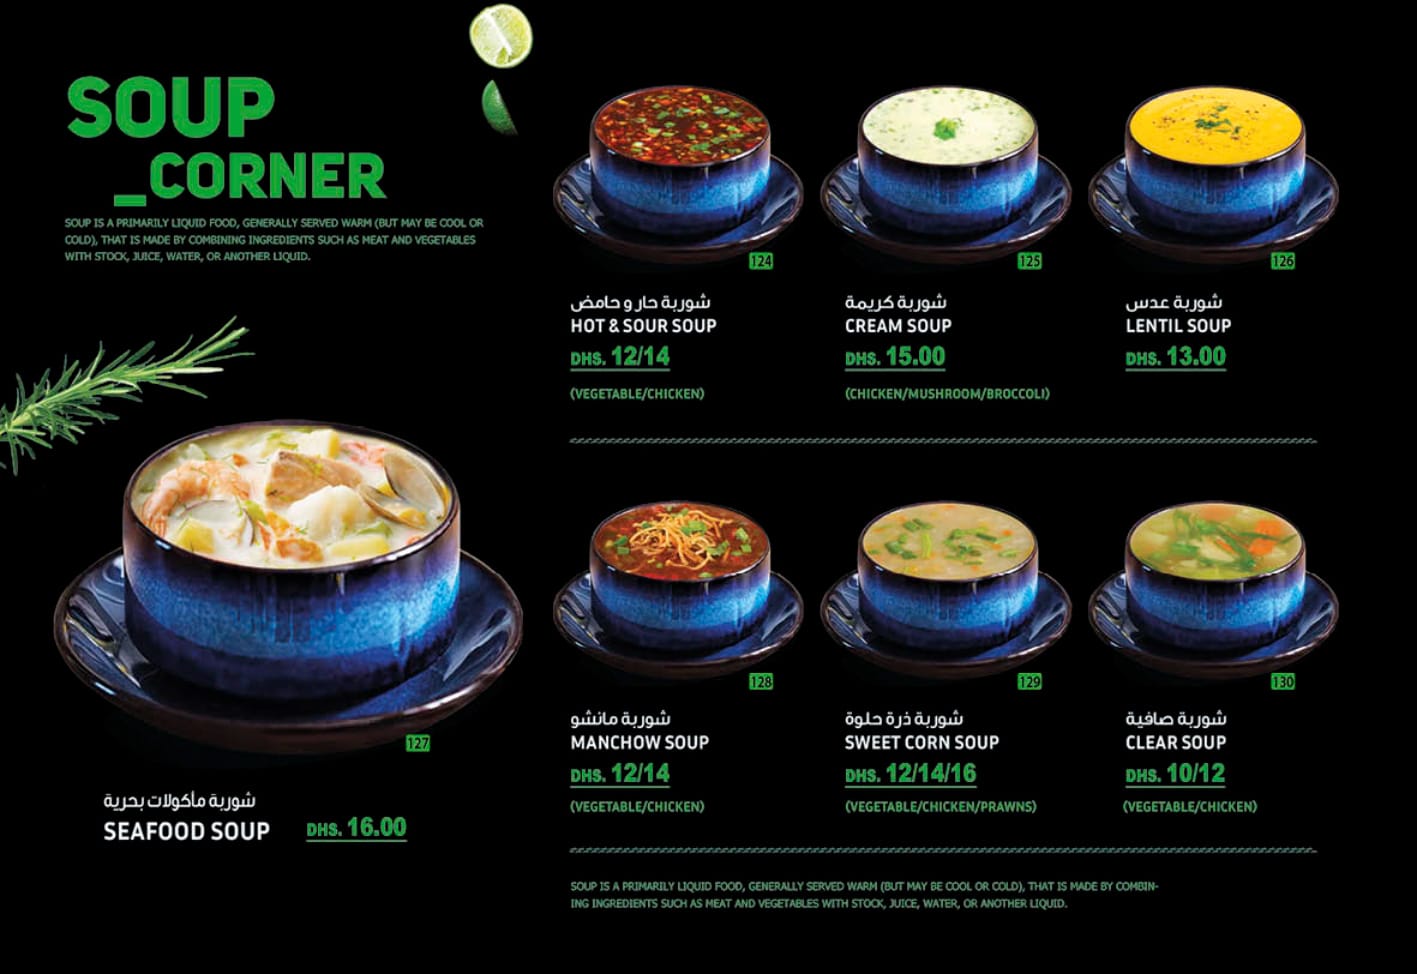 SOUP
_CORNER
SOUP IS A PRIMARILY LIQUID FOOD, GENERALLY SERVED WARM (BUT MAY BE COOL OR
COLD), THAT IS MADE BY COMBINING INGREDIENTS SUCH AS MEAT AND VEGETABLES
WITH STOCK, JUICE, WATER, OR ANOTHER LIQUID.
124
شوربة حار و حامض
HOT & SOUR SOUP
DHS. 12/14
(VEGETABLE/CHICKEN)
125
شوربة كريمة
CREAM SOUP
DHS. 15.00
(CHICKEN/MUSHROOM/BROCCOLI)
126
شوربة عدس
LENTIL SOUP
DHS. 13.00
127
شوربة مأكولات بحرية
SEAFOOD SOUP
DHS. 16.00
128
شوربة مانشو
MANCHOW SOUP
DHS. 12/14
(VEGETABLE/CHICKEN)
129
شوربة ذرة حلوة
SWEET CORN SOUP
DHS. 12/14/16
(VEGETABLE/CHICKEN/PRAWNS)
130
شوربة صافية
CLEAR SOUP
DHS. 10/12
(VEGETABLE/CHICKEN)
SOUP IS A PRIMARILY LIQUID FOOD, GENERALLY SERVED WARM (BUT MAY BE COOL OR COLD), THAT IS MADE BY COMBIN-
ING INGREDIENTS SUCH AS MEAT AND VEGETABLES WITH STOCK, JUICE, WATER, OR ANOTHER LIQUID.